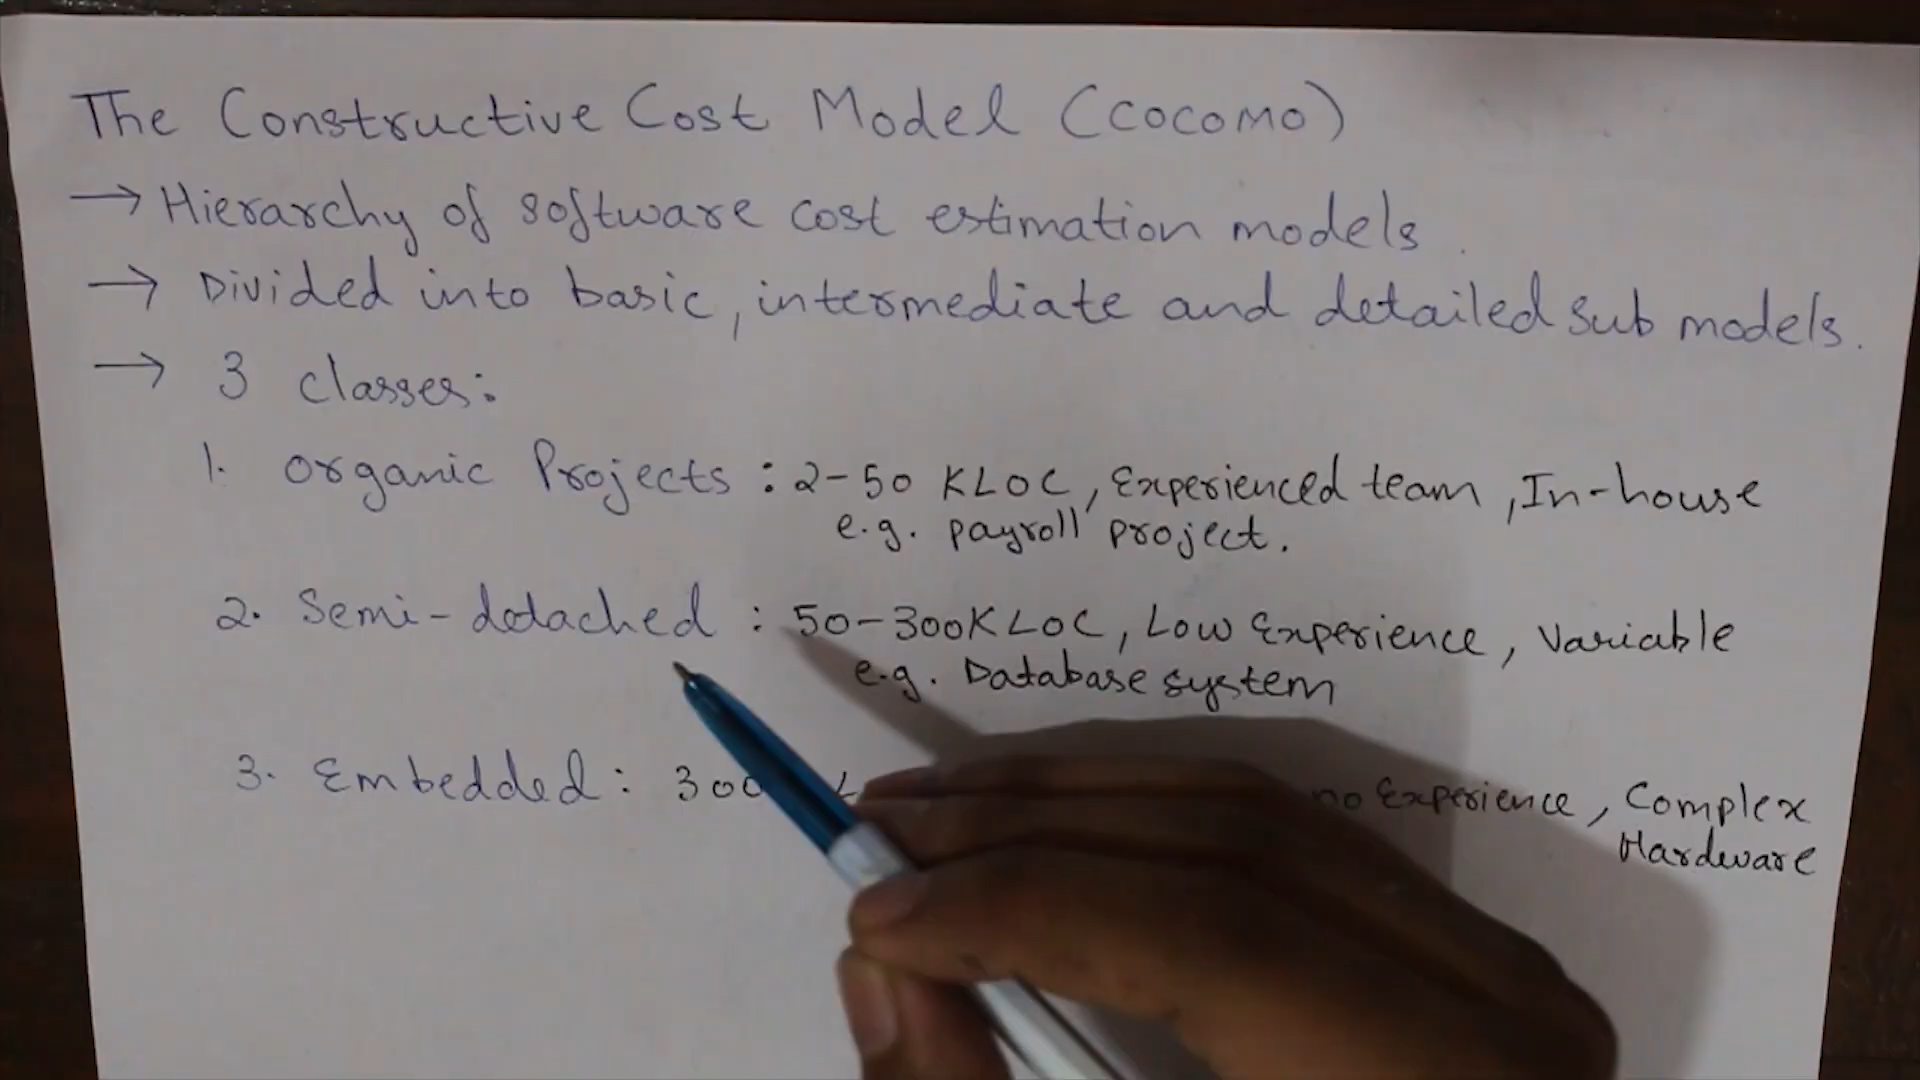 The Constructive Cost Model (COCOMO)
→ Hierarchy of software cost estimation models.
→ Divided into basic, intermediate and detailed sub models.
→ 3 classes:
1. Organic Projects : 2-50 KLOC, Experienced team, In-house
e.g. payroll project.
2. Semi-detached : 50-300KLOC, Low Experience, Variable
e.g. Database system
3. Embedded : 300 no Experience, Complex
Hardware